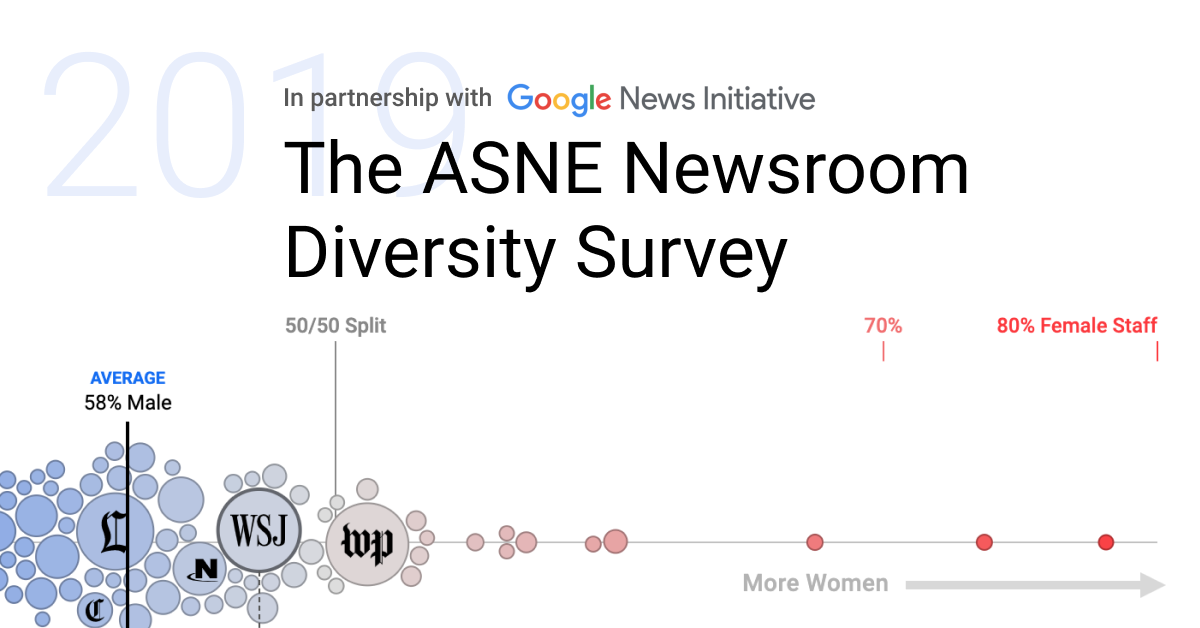 2019
In partnership with Google News Initiative
The ASNE Newsroom
Diversity Survey
50/50 Split
70%
80% Female Staff
AVERAGE
58% Male
L
WSJ
wp
N
C
More Women